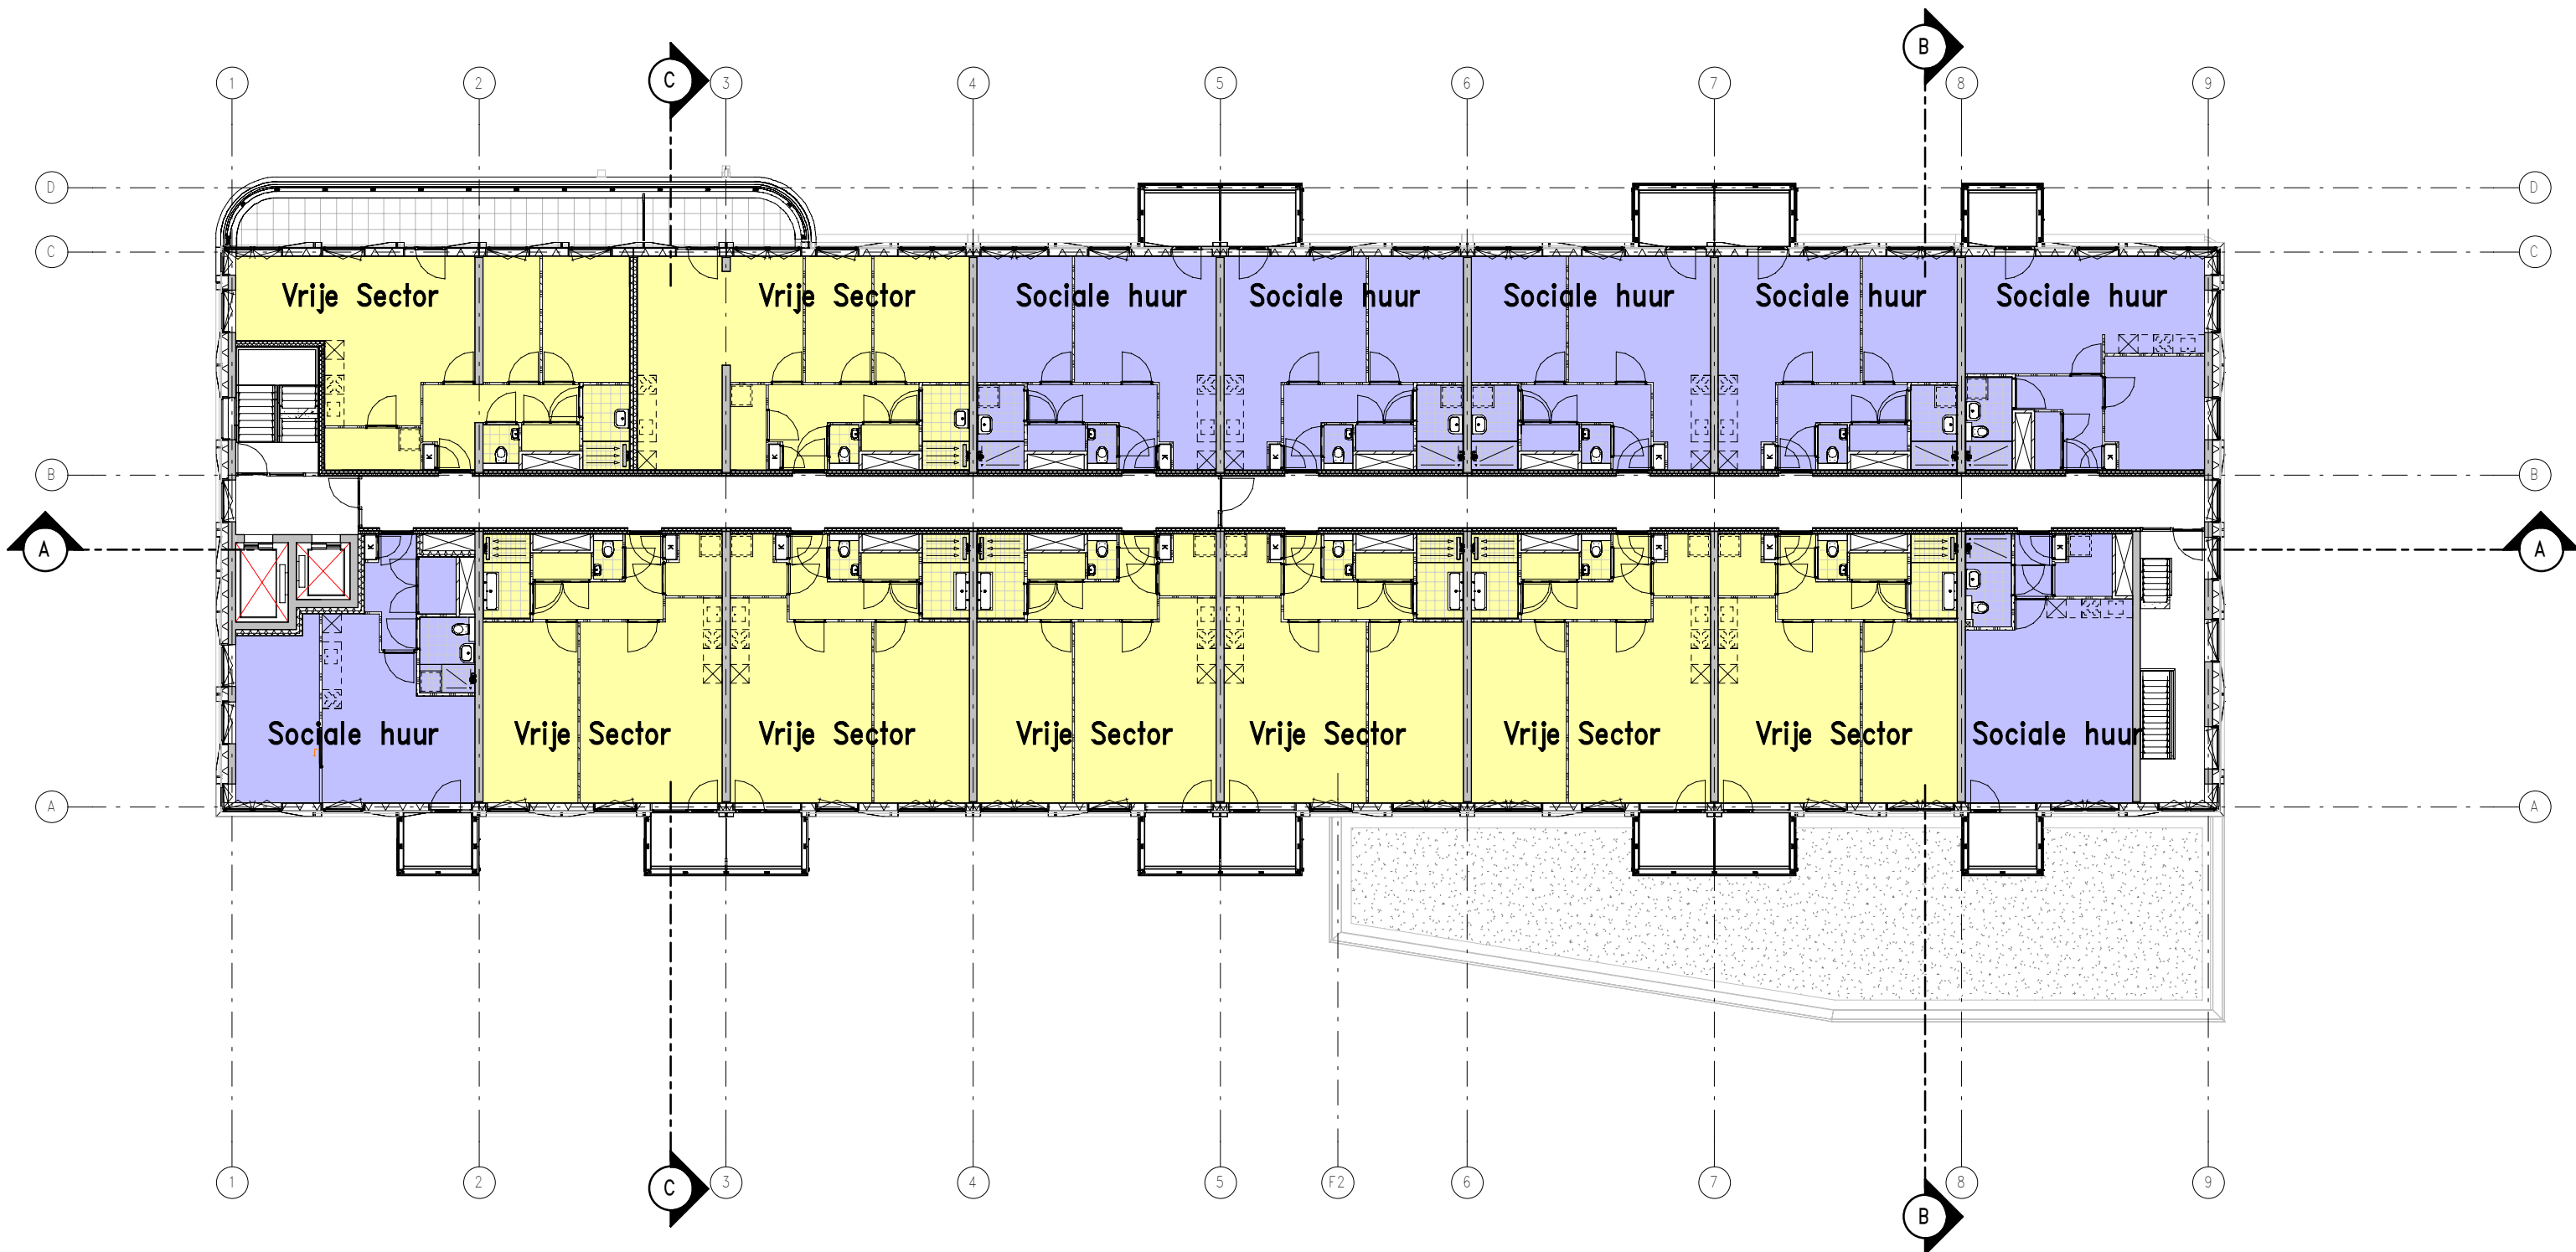 B
C
1 2 3 4 5 6 7 8 9
D D
C C
Vrije Sector Vrije Sector Sociale huur Sociale huur Sociale huur Sociale huur Sociale huur
K K K K K K K
B B
A A
K K K K K K K K
Sociale huur Vrije Sector Vrije Sector Vrije Sector Vrije Sector Vrije Sector Vrije Sector Sociale huur
A A
1 2 C 3 4 5 F2 6 7 8 9
B